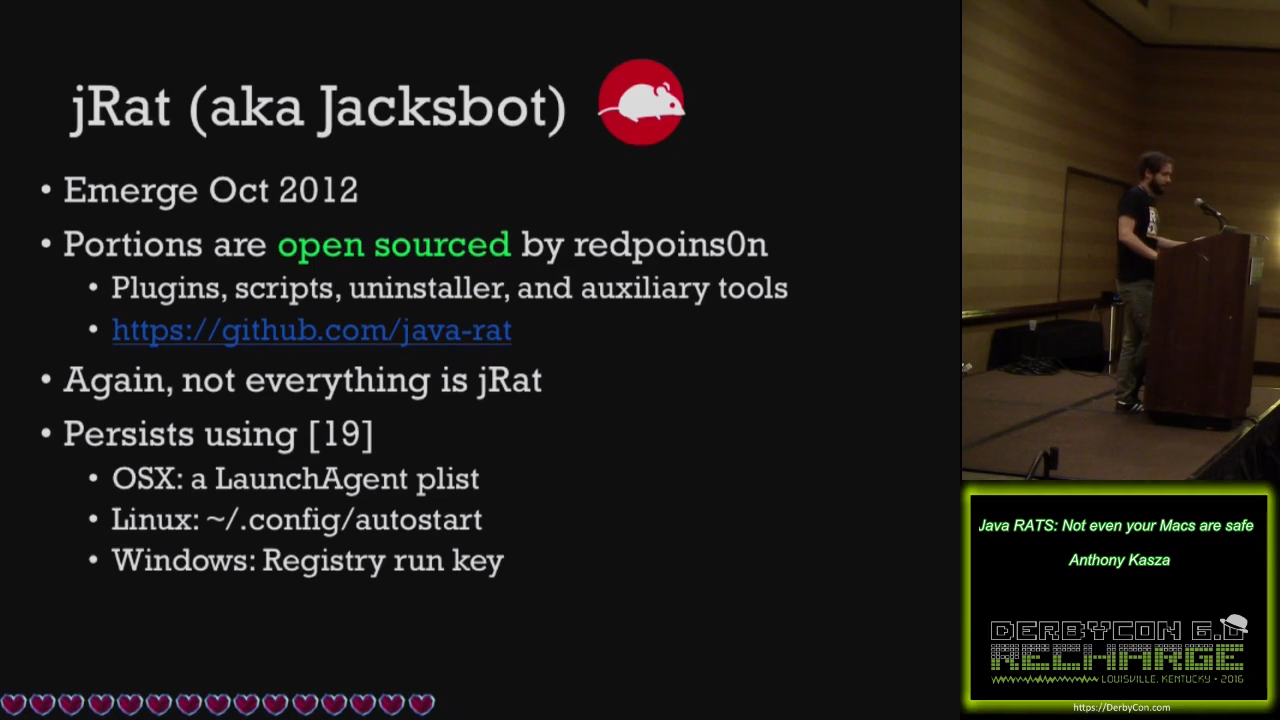 jRat (aka Jacksbot)
• Emerge Oct 2012
• Portions are open sourced by redpoins0n
• Plugins, scripts, uninstaller, and auxiliary tools
• https://github.com/java-rat
• Again, not everything is jRat
• Persists using [19]
• OSX: a LaunchAgent plist
• Linux: ~/.config/autostart
• Windows: Registry run key
Java RATS: Not even your Macs are safe
Anthony Kasza
DERBYCON 6.0
RECHARGE
LOUISVILLE, KENTUCKY • 2016
https://DerbyCon.com